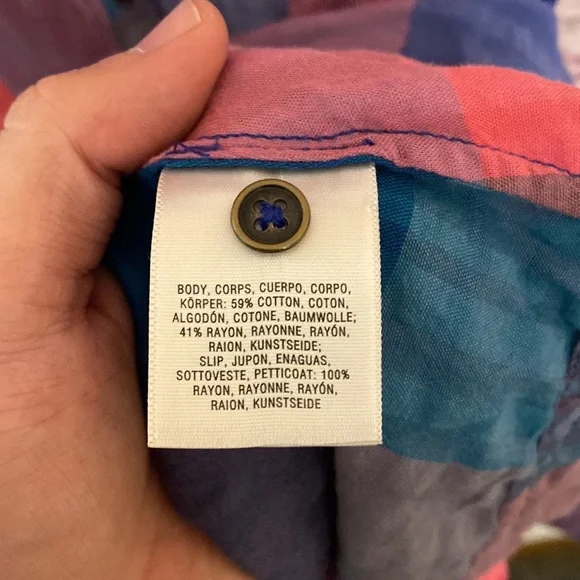 BODY, CORPS, CUERPO, CORPO,
KÖRPER: 59% COTTON, COTON,
ALGODÓN, COTONE, BAUMWOLLE;
41% RAYON, RAYONNE, RAYÓN,
RAION, KUNSTSEIDE;
SLIP, JUPON, ENAGUAS,
SOTTOVESTE, PETTICOAT: 100%
RAYON, RAYONNE, RAYÓN,
RAION, KUNSTSEIDE